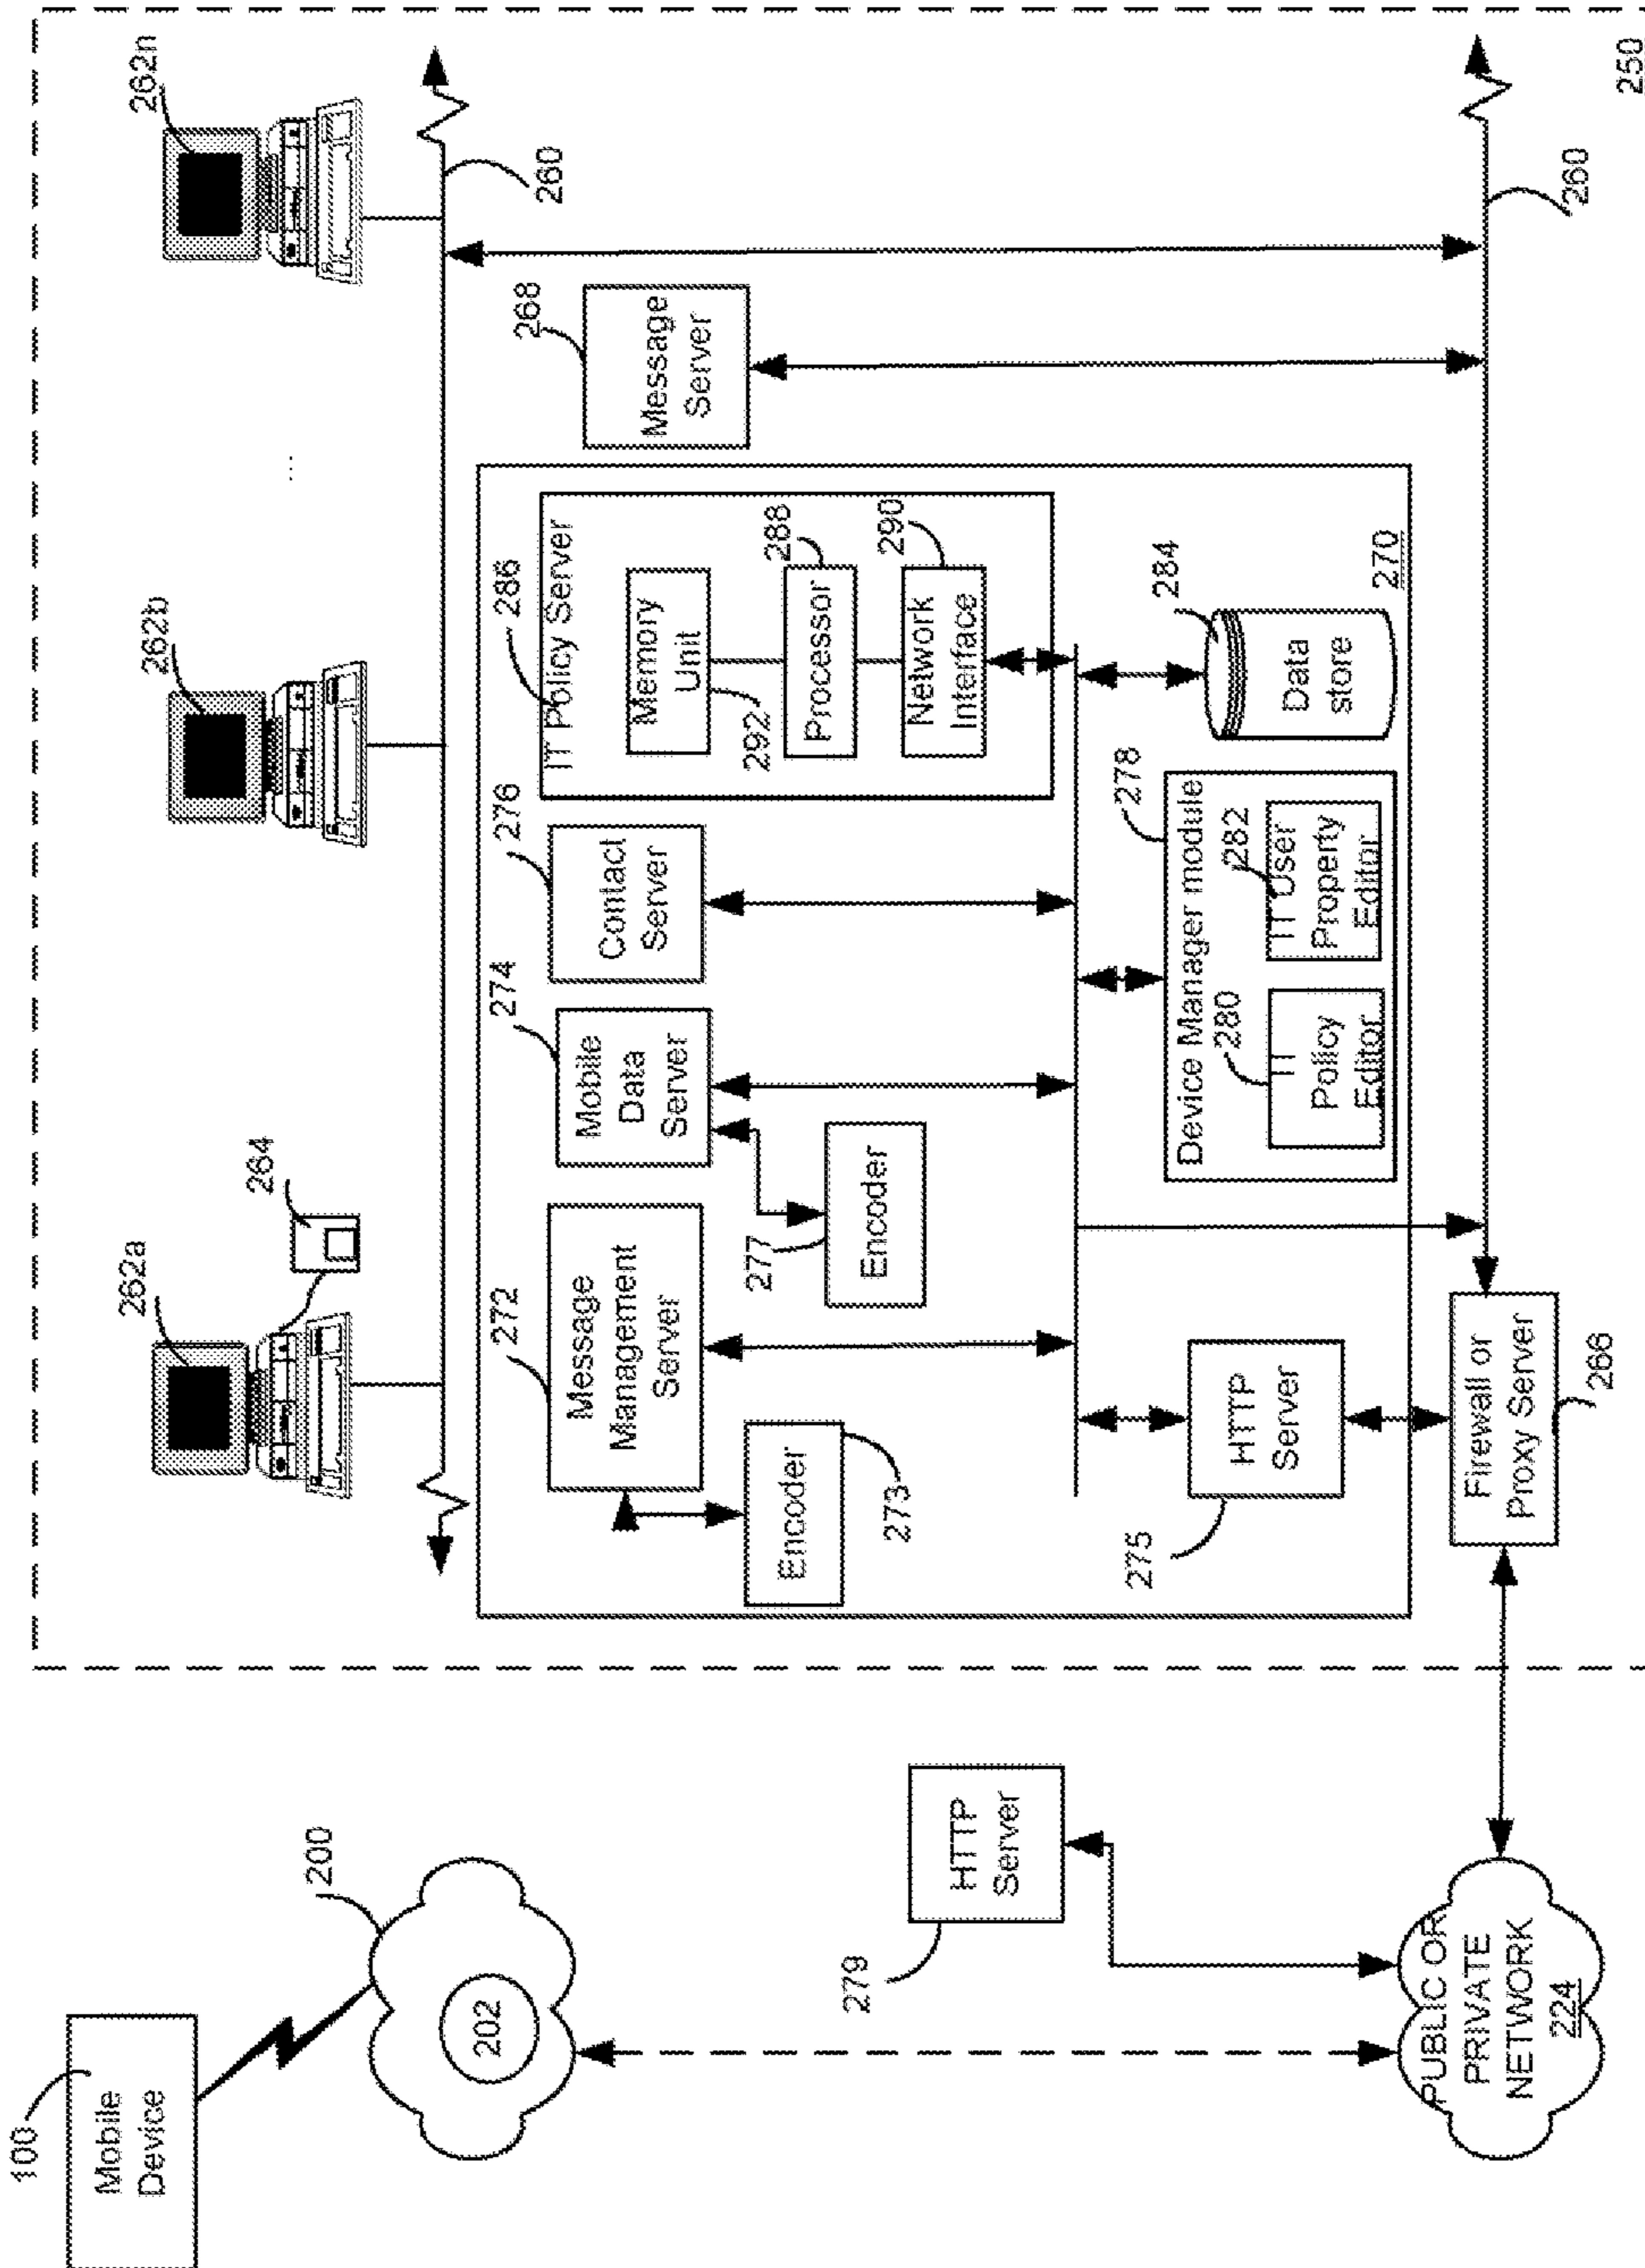 262a
264
262b
...
262n
260
100
Mobile
Device
200
202
272
Message
Management
Server
274
Mobile
Data
Server
276
Contact
Server
286
IT Policy Server
Memory
Unit
292
Processor
288
Network
Interface
290
268
Message
Server
Encoder
273
277
Encoder
279
HTTP
Server
275
HTTP
Server
Device Manager module
278
280
IT
Policy
Editor
282
IT User
Property
Editor
284
Data
store
270
PUBLIC OR
PRIVATE
NETWORK
224
Firewall or
Proxy Server
266
260
250